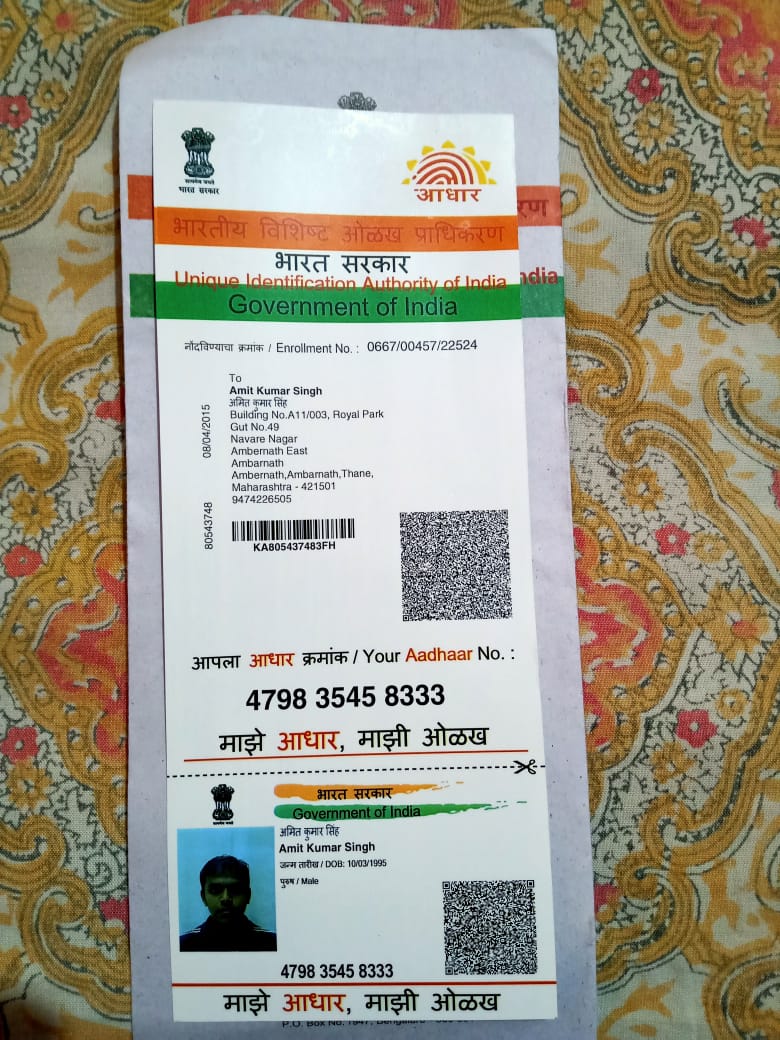 सत्यमेव जयते
भारत सरकार
आधार
भारतीय विशिष्ट ओळख प्राधिकरण
रण
भारत सरकार
Unique Identification Authority of India
ndia
Government of India
नोंदविण्याचा क्रमांक / Enrollment No. : 0667/00457/22524
To
Amit Kumar Singh
अमित कुमार सिंह
Building No.A11/003, Royal Park
Gut No.49
Navare Nagar
Ambernath East
Ambarnath
Ambernath,Ambarnath,Thane,
Maharashtra - 421501
9474226505
08/04/2015
80543748
KA805437483FH
आपला आधार क्रमांक / Your Aadhaar No. :
4798 3545 8333
माझे आधार, माझी ओळख
भारत सरकार
Government of India
अमित कुमार सिंह
Amit Kumar Singh
जन्म तारीख / DOB: 10/03/1995
पुरुष / Male
4798 3545 8333
माझे आधार, माझी ओळख
P.O. Box No. 1947,